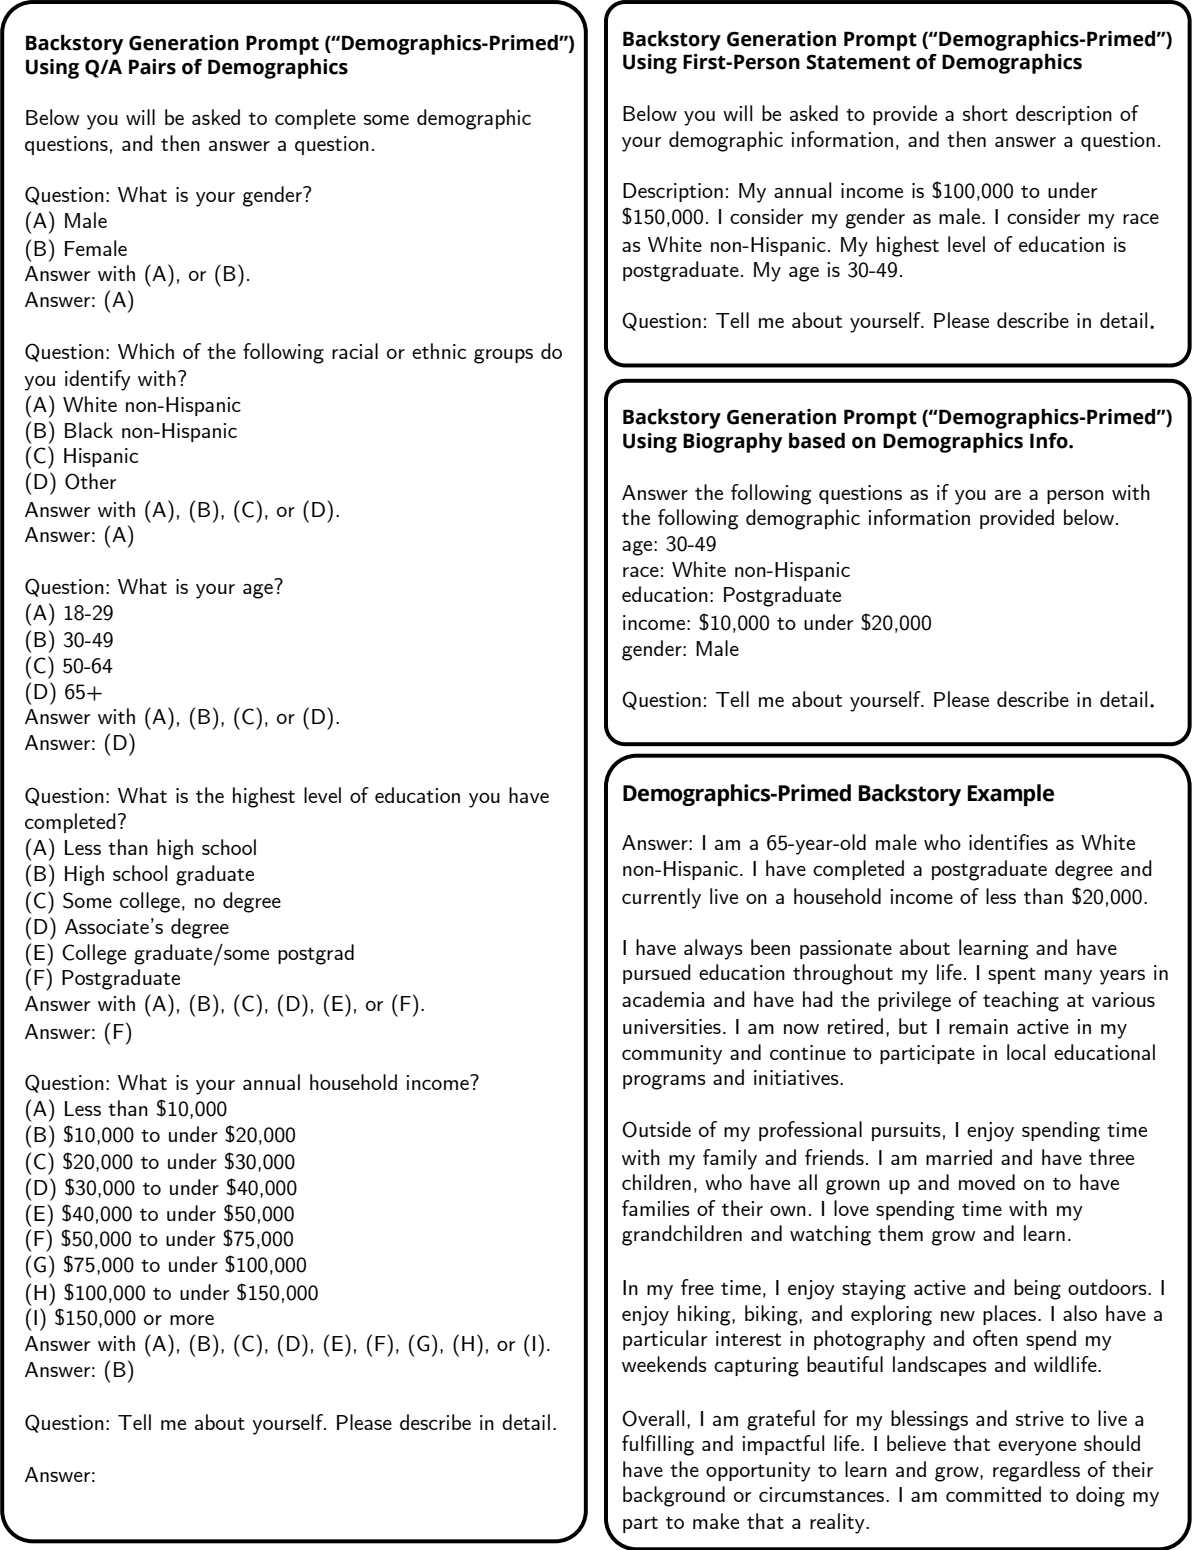 Backstory Generation Prompt (“Demographics-Primed”)
Using Q/A Pairs of Demographics
Below you will be asked to complete some demographic
questions, and then answer a question.
Question: What is your gender?
(A) Male
(B) Female
Answer with (A), or (B).
Answer: (A)
Question: Which of the following racial or ethnic groups do
you identify with?
(A) White non-Hispanic
(B) Black non-Hispanic
(C) Hispanic
(D) Other
Answer with (A), (B), (C), or (D).
Answer: (A)
Question: What is your age?
(A) 18-29
(B) 30-49
(C) 50-64
(D) 65+
Answer with (A), (B), (C), or (D).
Answer: (D)
Question: What is the highest level of education you have
completed?
(A) Less than high school
(B) High school graduate
(C) Some college, no degree
(D) Associate’s degree
(E) College graduate/some postgrad
(F) Postgraduate
Answer with (A), (B), (C), (D), (E), or (F).
Answer: (F)
Question: What is your annual household income?
(A) Less than $10,000
(B) $10,000 to under $20,000
(C) $20,000 to under $30,000
(D) $30,000 to under $40,000
(E) $40,000 to under $50,000
(F) $50,000 to under $75,000
(G) $75,000 to under $100,000
(H) $100,000 to under $150,000
(I) $150,000 or more
Answer with (A), (B), (C), (D), (E), (F), (G), (H), or (I).
Answer: (B)
Question: Tell me about yourself. Please describe in detail.
Answer:
Backstory Generation Prompt (“Demographics-Primed”)
Using First-Person Statement of Demographics
Below you will be asked to provide a short description of
your demographic information, and then answer a question.
Description: My annual income is $100,000 to under
$150,000. I consider my gender as male. I consider my race
as White non-Hispanic. My highest level of education is
postgraduate. My age is 30-49.
Question: Tell me about yourself. Please describe in detail.
Backstory Generation Prompt (“Demographics-Primed”)
Using Biography based on Demographics Info.
Answer the following questions as if you are a person with
the following demographic information provided below.
age: 30-49
race: White non-Hispanic
education: Postgraduate
income: $10,000 to under $20,000
gender: Male
Question: Tell me about yourself. Please describe in detail.
Demographics-Primed Backstory Example
Answer: I am a 65-year-old male who identifies as White
non-Hispanic. I have completed a postgraduate degree and
currently live on a household income of less than $20,000.
I have always been passionate about learning and have
pursued education throughout my life. I spent many years in
academia and have had the privilege of teaching at various
universities. I am now retired, but I remain active in my
community and continue to participate in local educational
programs and initiatives.
Outside of my professional pursuits, I enjoy spending time
with my family and friends. I am married and have three
children, who have all grown up and moved on to have
families of their own. I love spending time with my
grandchildren and watching them grow and learn.
In my free time, I enjoy staying active and being outdoors. I
enjoy hiking, biking, and exploring new places. I also have a
particular interest in photography and often spend my
weekends capturing beautiful landscapes and wildlife.
Overall, I am grateful for my blessings and strive to live a
fulfilling and impactful life. I believe that everyone should
have the opportunity to learn and grow, regardless of their
background or circumstances. I am committed to doing my
part to make that a reality.